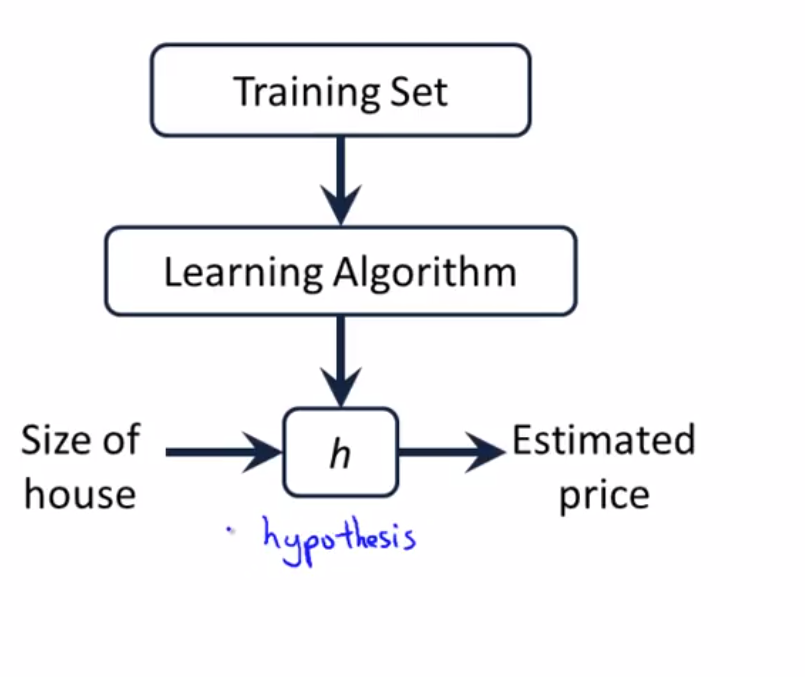 Training Set
Learning Algorithm
Size of
house
h
Estimated
price
hypothesis